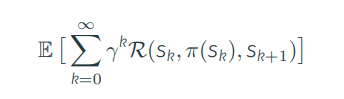 𝔼[∑_{k=0}^{∞} γ^k ℛ(s_k, π(s_k), s_{k+1})]